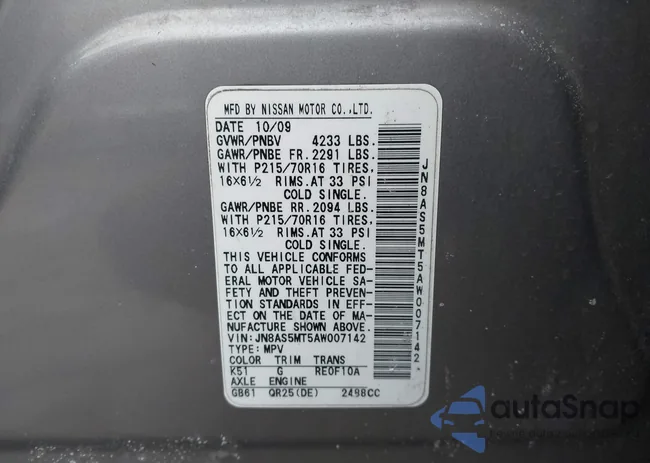 MFD BY NISSAN MOTOR CO.,LTD.
DATE 10/09
GVWR/PNBV 4233 LBS.
GAWR/PNBE FR. 2291 LBS.
WITH P215/70R16 TIRES,
16X6½ RIMS. AT 33 PSI
COLD SINGLE.
GAWR/PNBE RR. 2094 LBS.
WITH P215/70R16 TIRES,
16X6½ RIMS. AT 33 PSI
COLD SINGLE.
THIS VEHICLE CONFORMS
TO ALL APPLICABLE FED-
ERAL MOTOR VEHICLE SA-
FETY AND THEFT PREVEN-
TION STANDARDS IN EFF-
ECT ON THE DATE OF MA-
NUFACTURE SHOWN ABOVE.
VIN:JN8AS5MT5AW007142
TYPE:MPV
COLOR TRIM TRANS
K51 G RE0F10A
AXLE ENGINE
GB61 QR25(DE) 2498CC
JN8AS5MT5AW007142
autoSnap